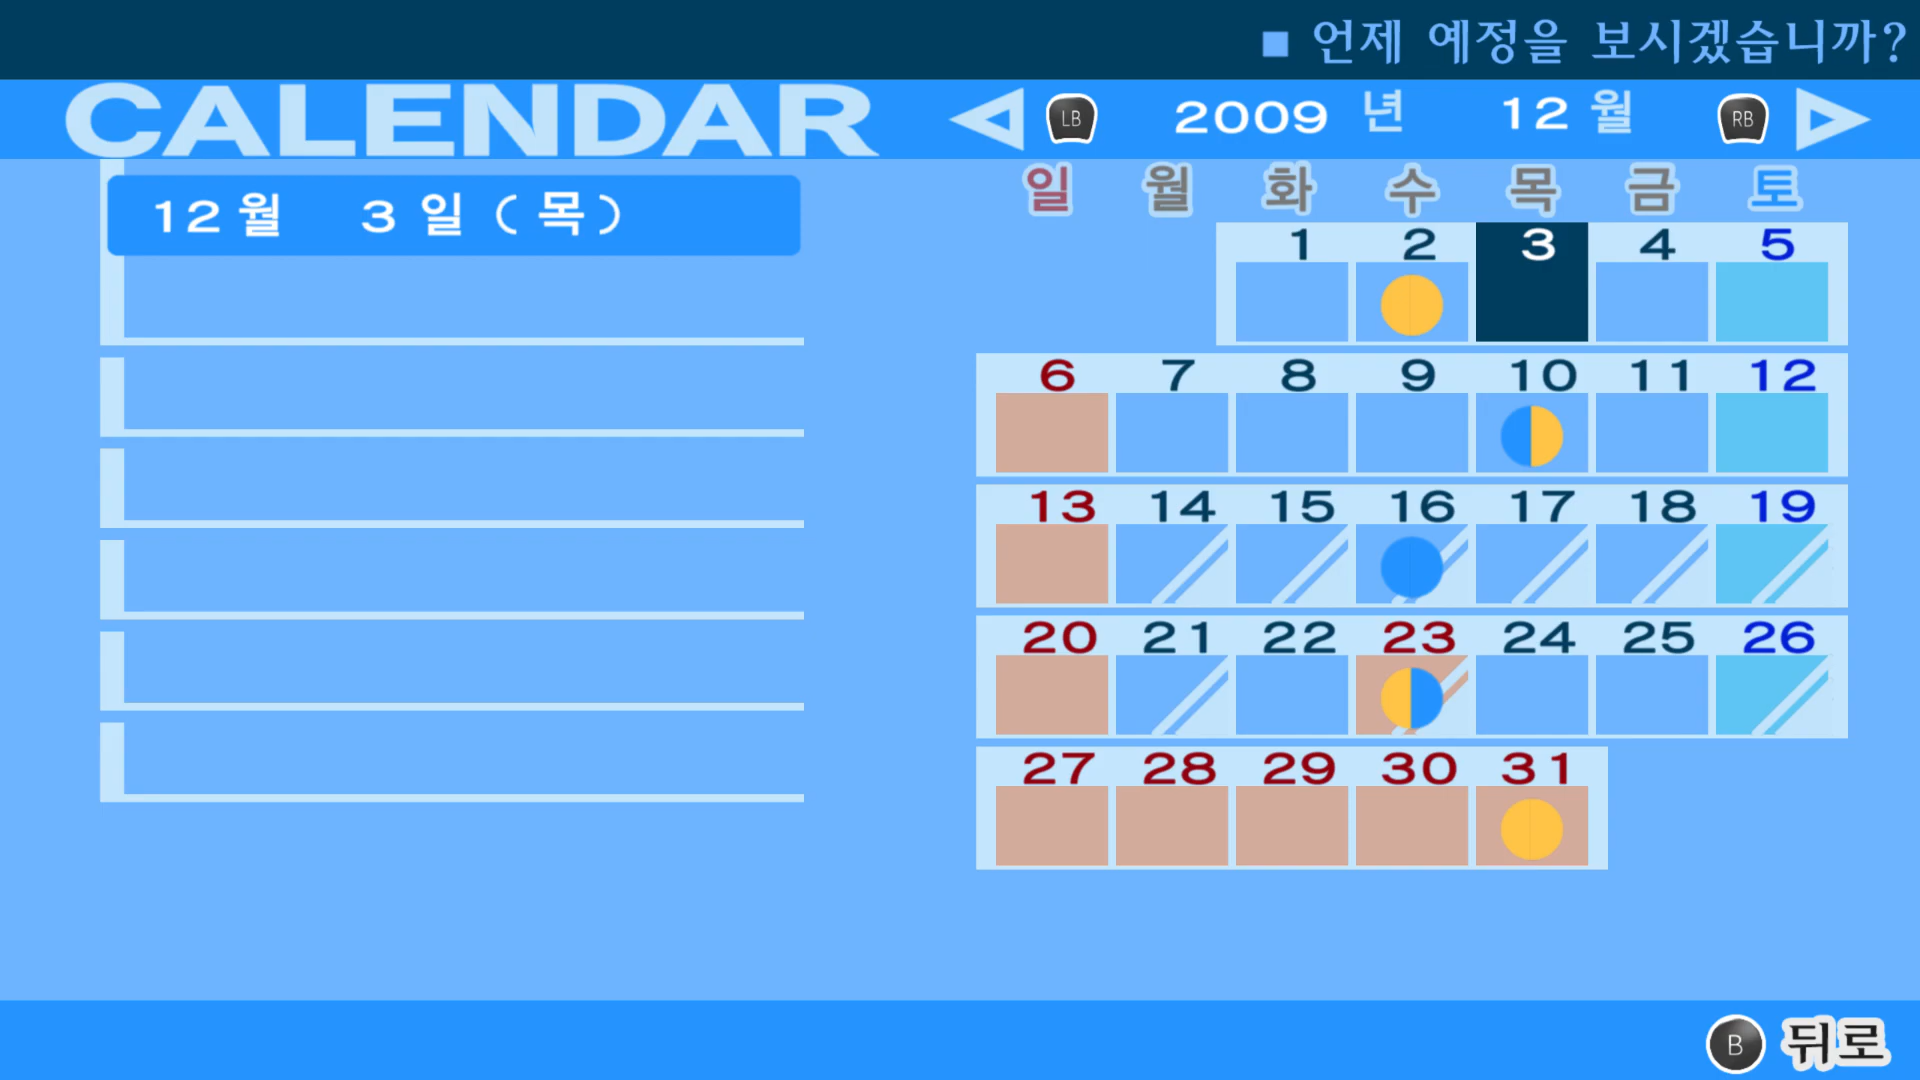 ■ 언제 예정을 보시겠습니까?
CALENDAR
LB 2009 년 12 월 RB
12 월 3 일 ( 목 )
일 월 화 수 목 금 토
1 2 3 4 5
6 7 8 9 10 11 12
13 14 15 16 17 18 19
20 21 22 23 24 25 26
27 28 29 30 31
B 뒤로